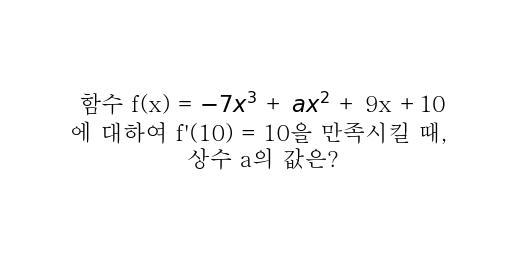 함수 f(x) = −7x³ + ax² + 9x + 10
에 대하여 f'(10) = 10을 만족시킬 때,
상수 a의 값은?